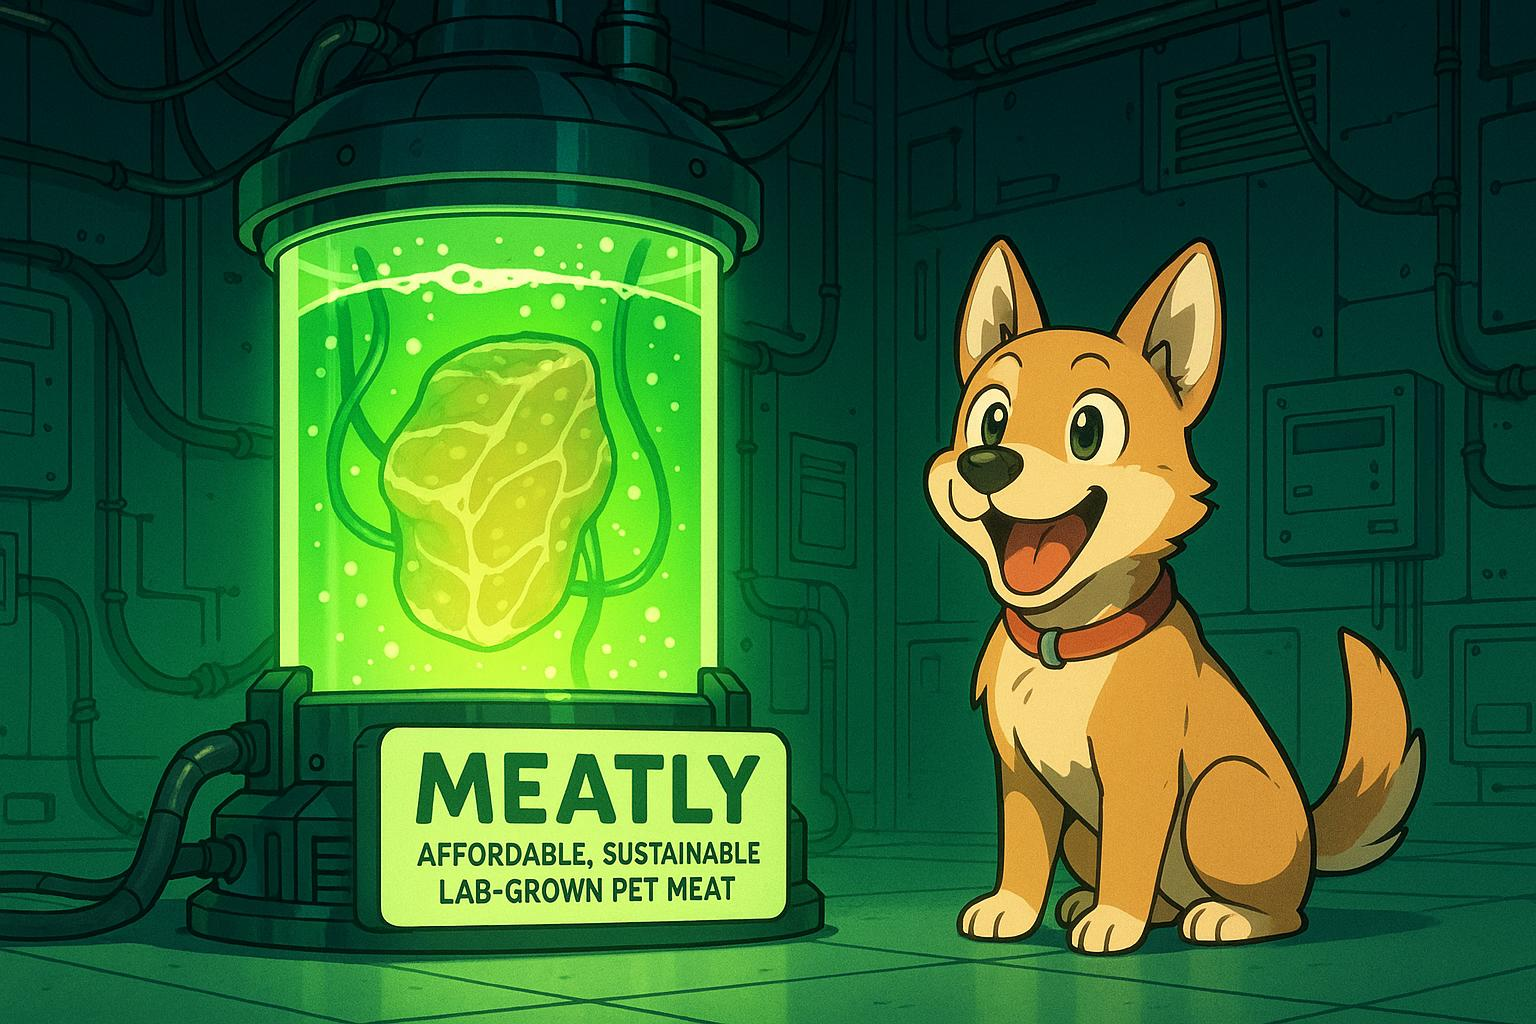 MEATLY
AFFORDABLE, SUSTAINABLE
LAB-GROWN PET MEAT